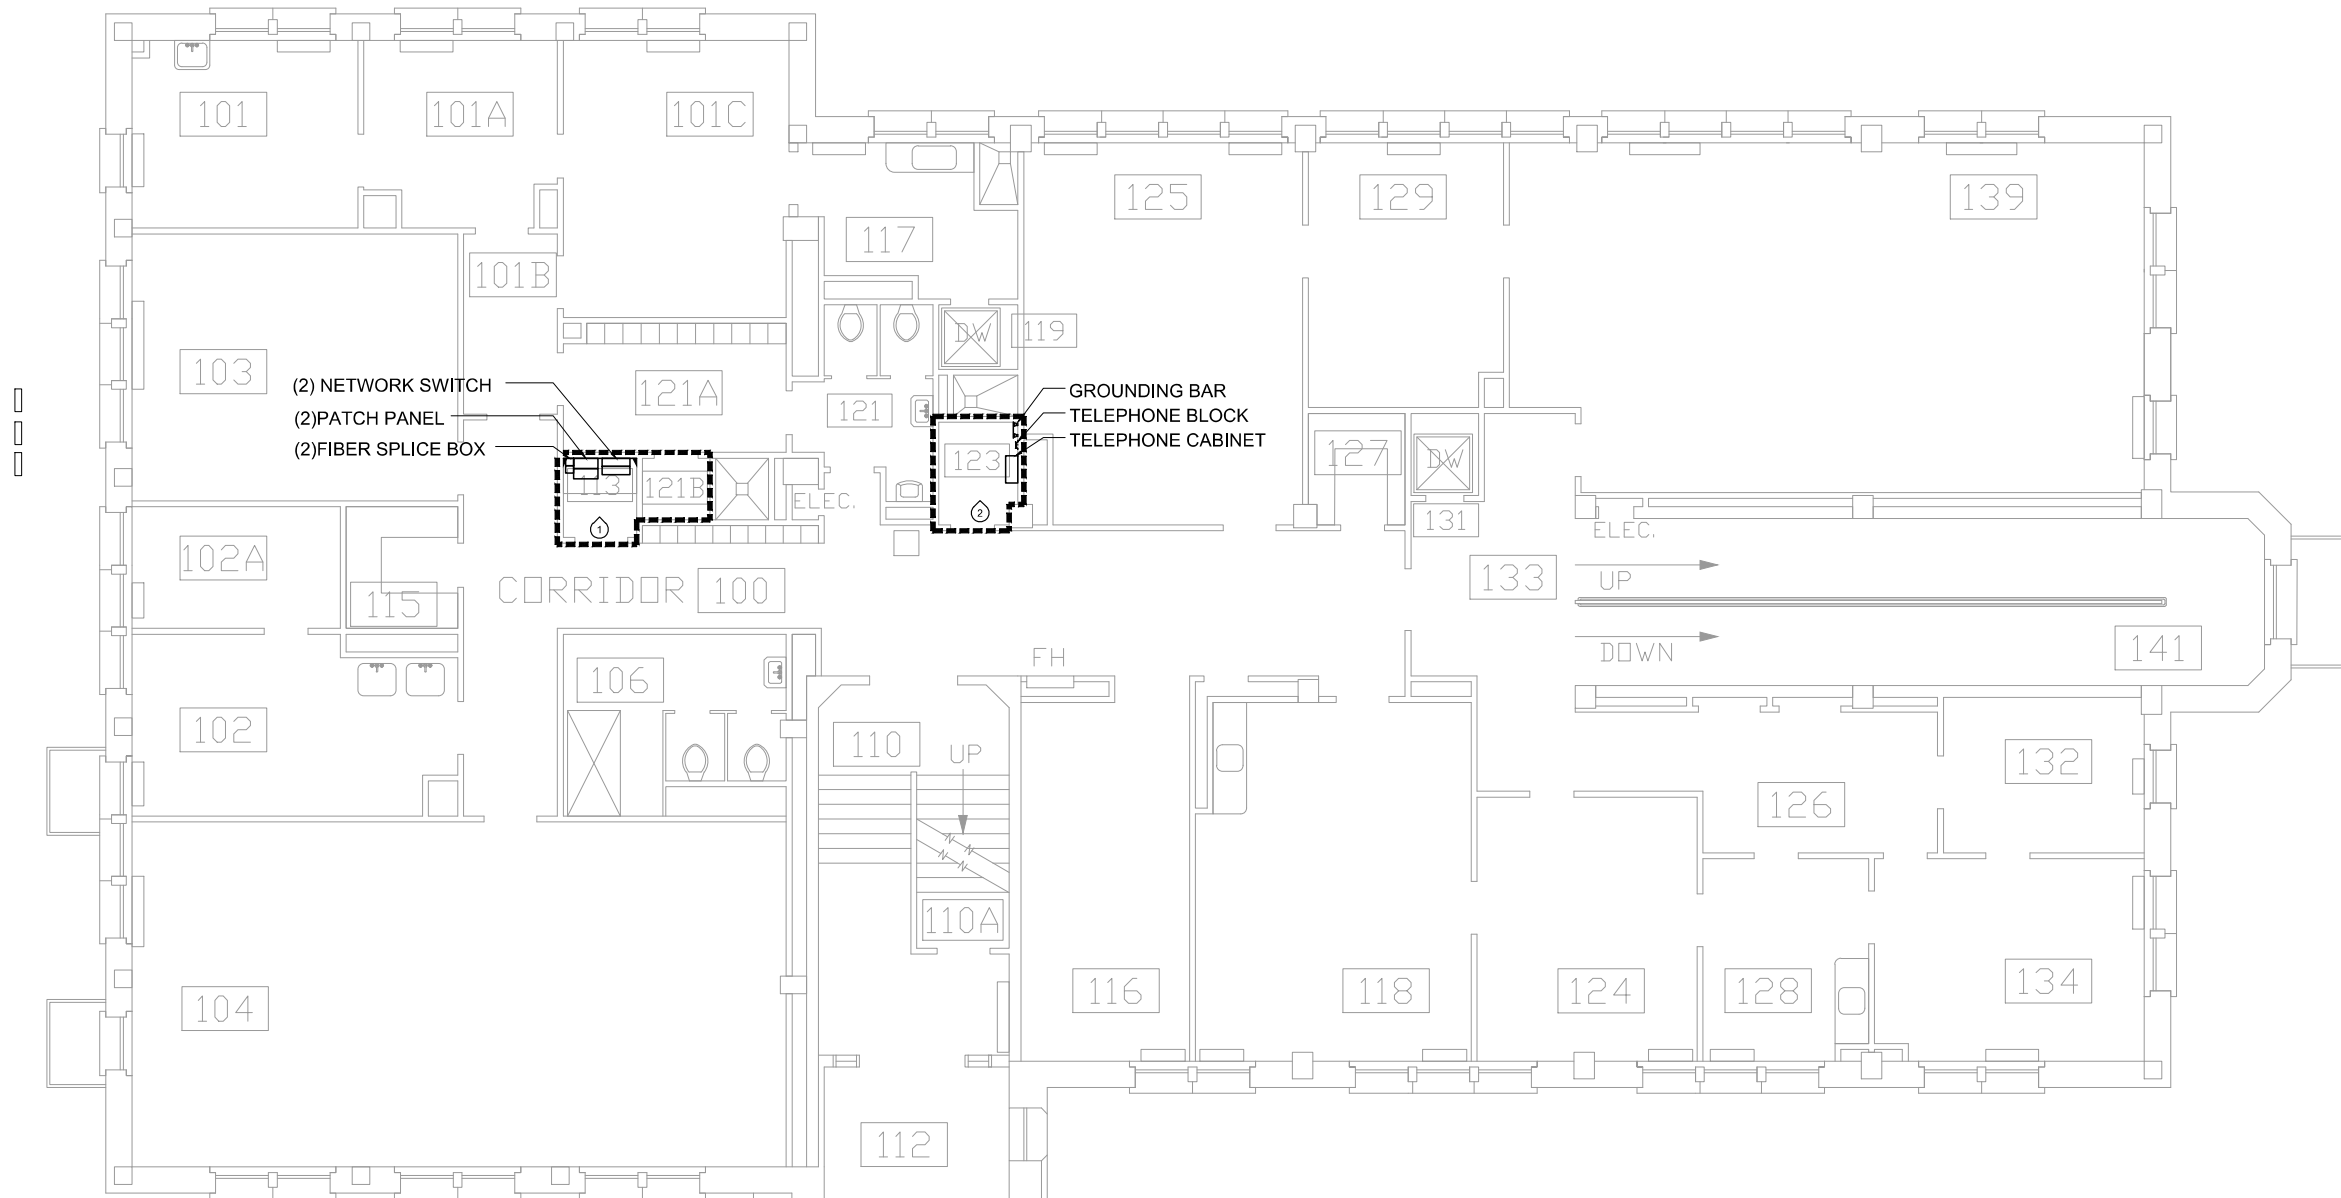 101
101A
101C
125
129
139
117
101B
119
DW
103
(2) NETWORK SWITCH
(2)PATCH PANEL
(2)FIBER SPLICE BOX
121A
121
GROUNDING BAR
TELEPHONE BLOCK
TELEPHONE CABINET
123
127
DW
113
121B
ELEC.
1
2
131
ELEC.
102A
115
CORRIDOR
100
133
UP
DOWN
141
106
FH
102
110
UP
126
132
110A
104
116
118
124
128
134
112